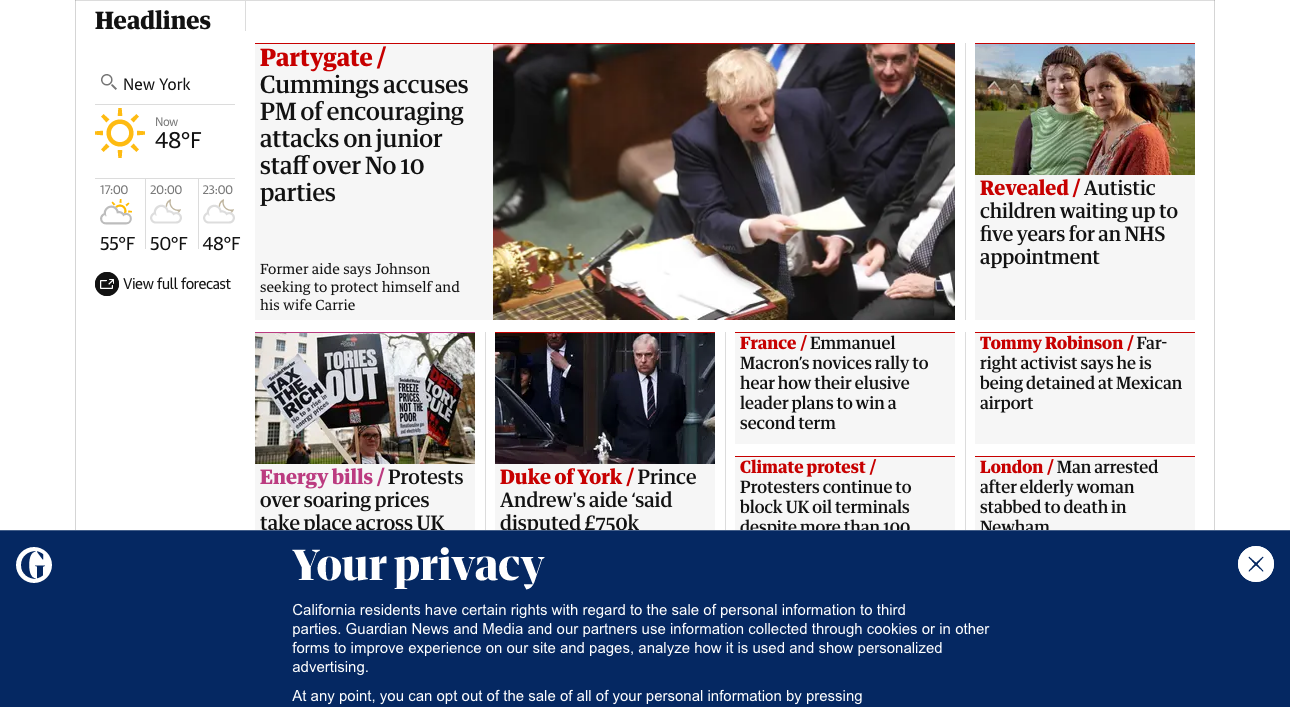 Headlines
New York
Now
48°F
17:00
20:00
23:00
55°F
50°F
48°F
View full forecast
Partygate /
Cummings accuses
PM of encouraging
attacks on junior
staff over No 10
parties
Former aide says Johnson
seeking to protect himself and
his wife Carrie
Revealed / Autistic
children waiting up to
five years for an NHS
appointment
TAX
THE
RICH
TORIES
OUT
FREEZE
PRICES,
NOT THE
POOR
DEFY
TORY
RULE
Energy bills / Protests
over soaring prices
take place across UK
Duke of York / Prince
Andrew's aide ‘said
disputed £750k
France / Emmanuel
Macron’s novices rally to
hear how their elusive
leader plans to win a
second term
Climate protest /
Protesters continue to
block UK oil terminals
despite more than 100
Tommy Robinson / Far-
right activist says he is
being detained at Mexican
airport
London / Man arrested
after elderly woman
stabbed to death in
Newham
Your privacy
California residents have certain rights with regard to the sale of personal information to third
parties. Guardian News and Media and our partners use information collected through cookies or in other
forms to improve experience on our site and pages, analyze how it is used and show personalized
advertising.
At any point, you can opt out of the sale of all of your personal information by pressing